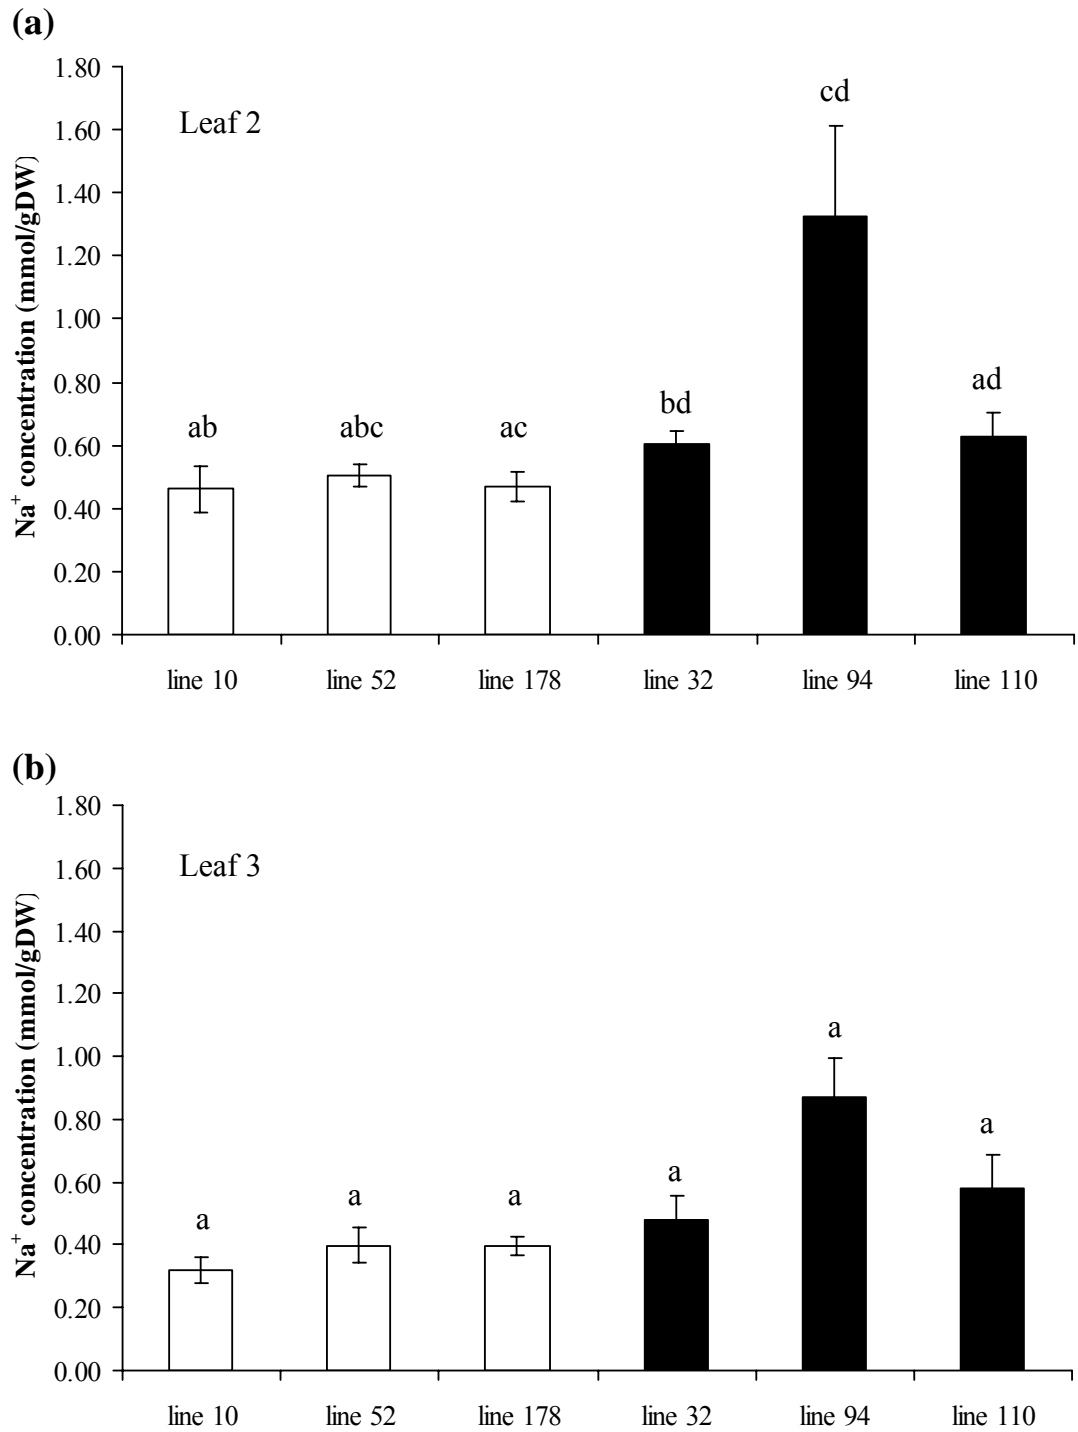 (a)
1.80
1.60
1.40
1.20
1.00
0.80
0.60
0.40
0.20
0.00
Na⁺ concentration (mmol/gDW)
Leaf 2
ab abc ac bd cd ad
line 10 line 52 line 178 line 32 line 94 line 110
(b)
1.80
1.60
1.40
1.20
1.00
0.80
0.60
0.40
0.20
0.00
Na⁺ concentration (mmol/gDW)
Leaf 3
a a a a a a
line 10 line 52 line 178 line 32 line 94 line 110